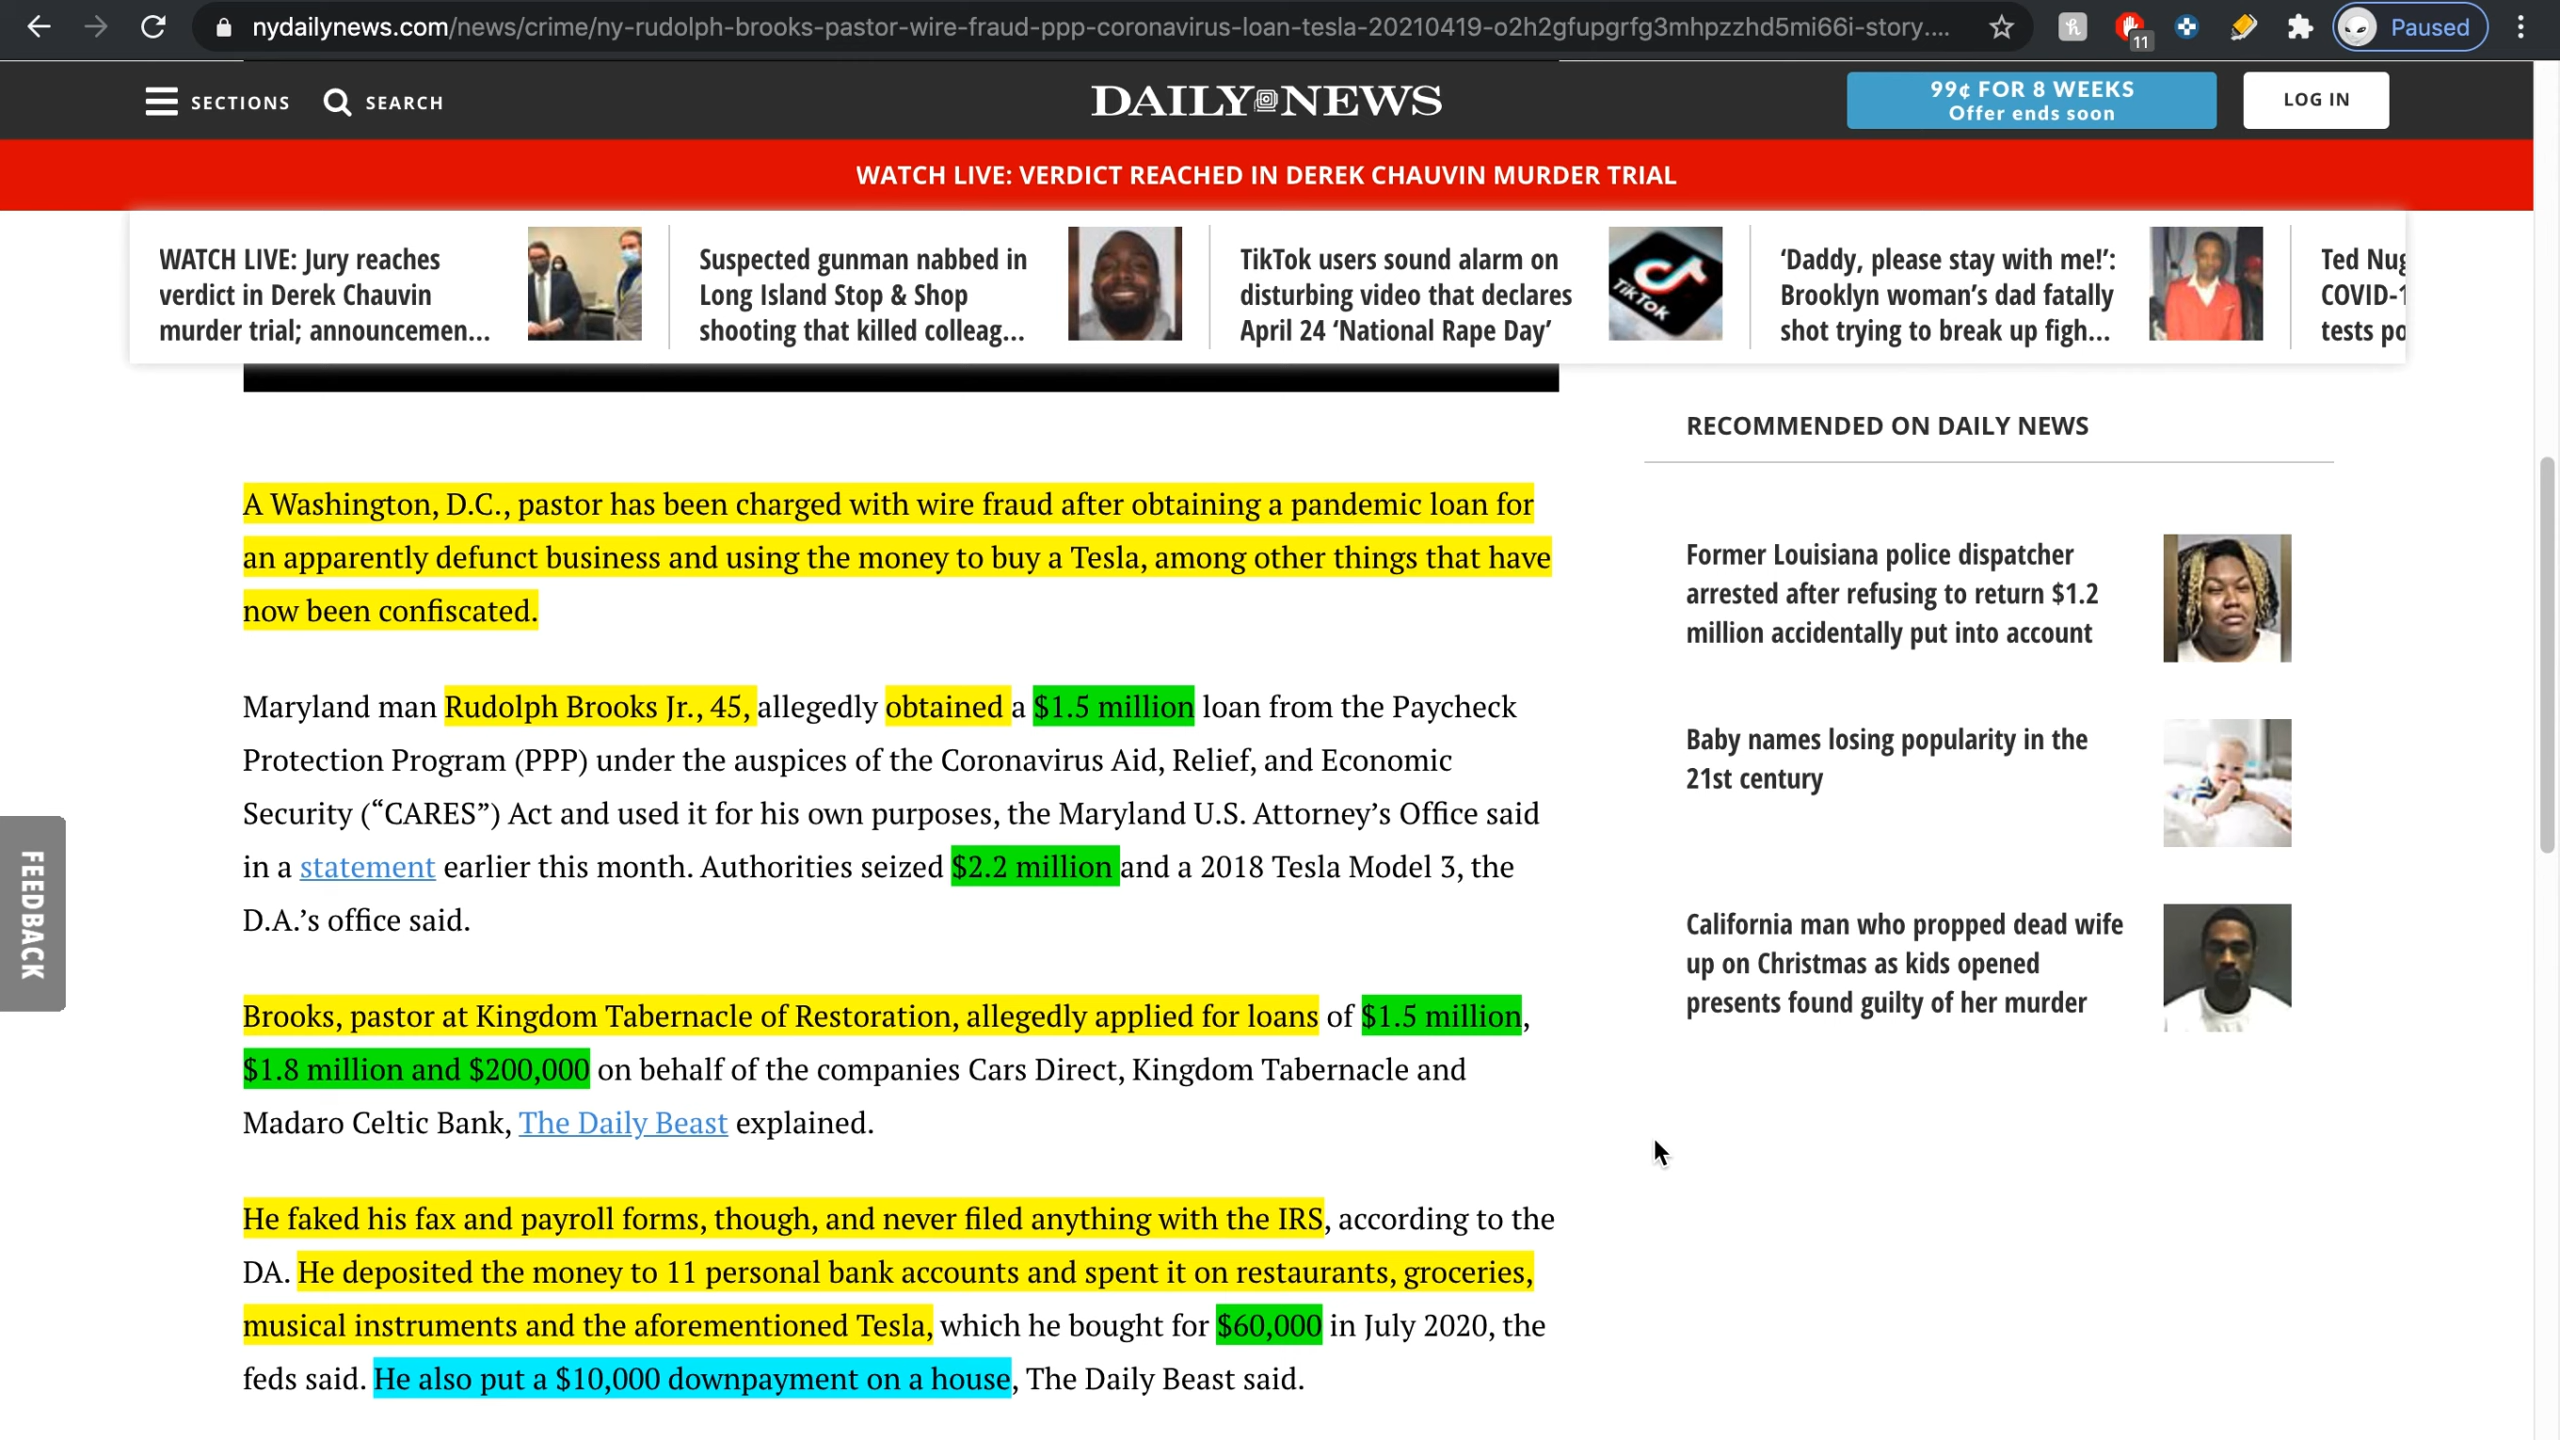 nydailynews.com/news/crime/ny-rudolph-brooks-pastor-wire-fraud-ppp-coronavirus-loan-tesla-20210419-o2h2gfupgrfg3mhpzzhd5mi66i-story....
11
Paused
SECTIONS
SEARCH
DAILY NEWS
99¢ FOR 8 WEEKS
Offer ends soon
LOG IN
WATCH LIVE: VERDICT REACHED IN DEREK CHAUVIN MURDER TRIAL
WATCH LIVE: Jury reaches
verdict in Derek Chauvin
murder trial; announcemen...
Suspected gunman nabbed in
Long Island Stop & Shop
shooting that killed colleag...
TikTok users sound alarm on
disturbing video that declares
April 24 ‘National Rape Day’
TikTok
‘Daddy, please stay with me!’:
Brooklyn woman’s dad fatally
shot trying to break up figh...
Ted Nug
COVID-1
tests po
A Washington, D.C., pastor has been charged with wire fraud after obtaining a pandemic loan for
an apparently defunct business and using the money to buy a Tesla, among other things that have
now been confiscated.
Maryland man Rudolph Brooks Jr., 45, allegedly obtained a $1.5 million loan from the Paycheck
Protection Program (PPP) under the auspices of the Coronavirus Aid, Relief, and Economic
Security (“CARES”) Act and used it for his own purposes, the Maryland U.S. Attorney’s Office said
in a statement earlier this month. Authorities seized $2.2 million and a 2018 Tesla Model 3, the
D.A.’s office said.
Brooks, pastor at Kingdom Tabernacle of Restoration, allegedly applied for loans of $1.5 million,
$1.8 million and $200,000 on behalf of the companies Cars Direct, Kingdom Tabernacle and
Madaro Celtic Bank, The Daily Beast explained.
He faked his fax and payroll forms, though, and never filed anything with the IRS, according to the
DA. He deposited the money to 11 personal bank accounts and spent it on restaurants, groceries,
musical instruments and the aforementioned Tesla, which he bought for $60,000 in July 2020, the
feds said. He also put a $10,000 downpayment on a house, The Daily Beast said.
RECOMMENDED ON DAILY NEWS
Former Louisiana police dispatcher
arrested after refusing to return $1.2
million accidentally put into account
Baby names losing popularity in the
21st century
California man who propped dead wife
up on Christmas as kids opened
presents found guilty of her murder
FEEDBACK